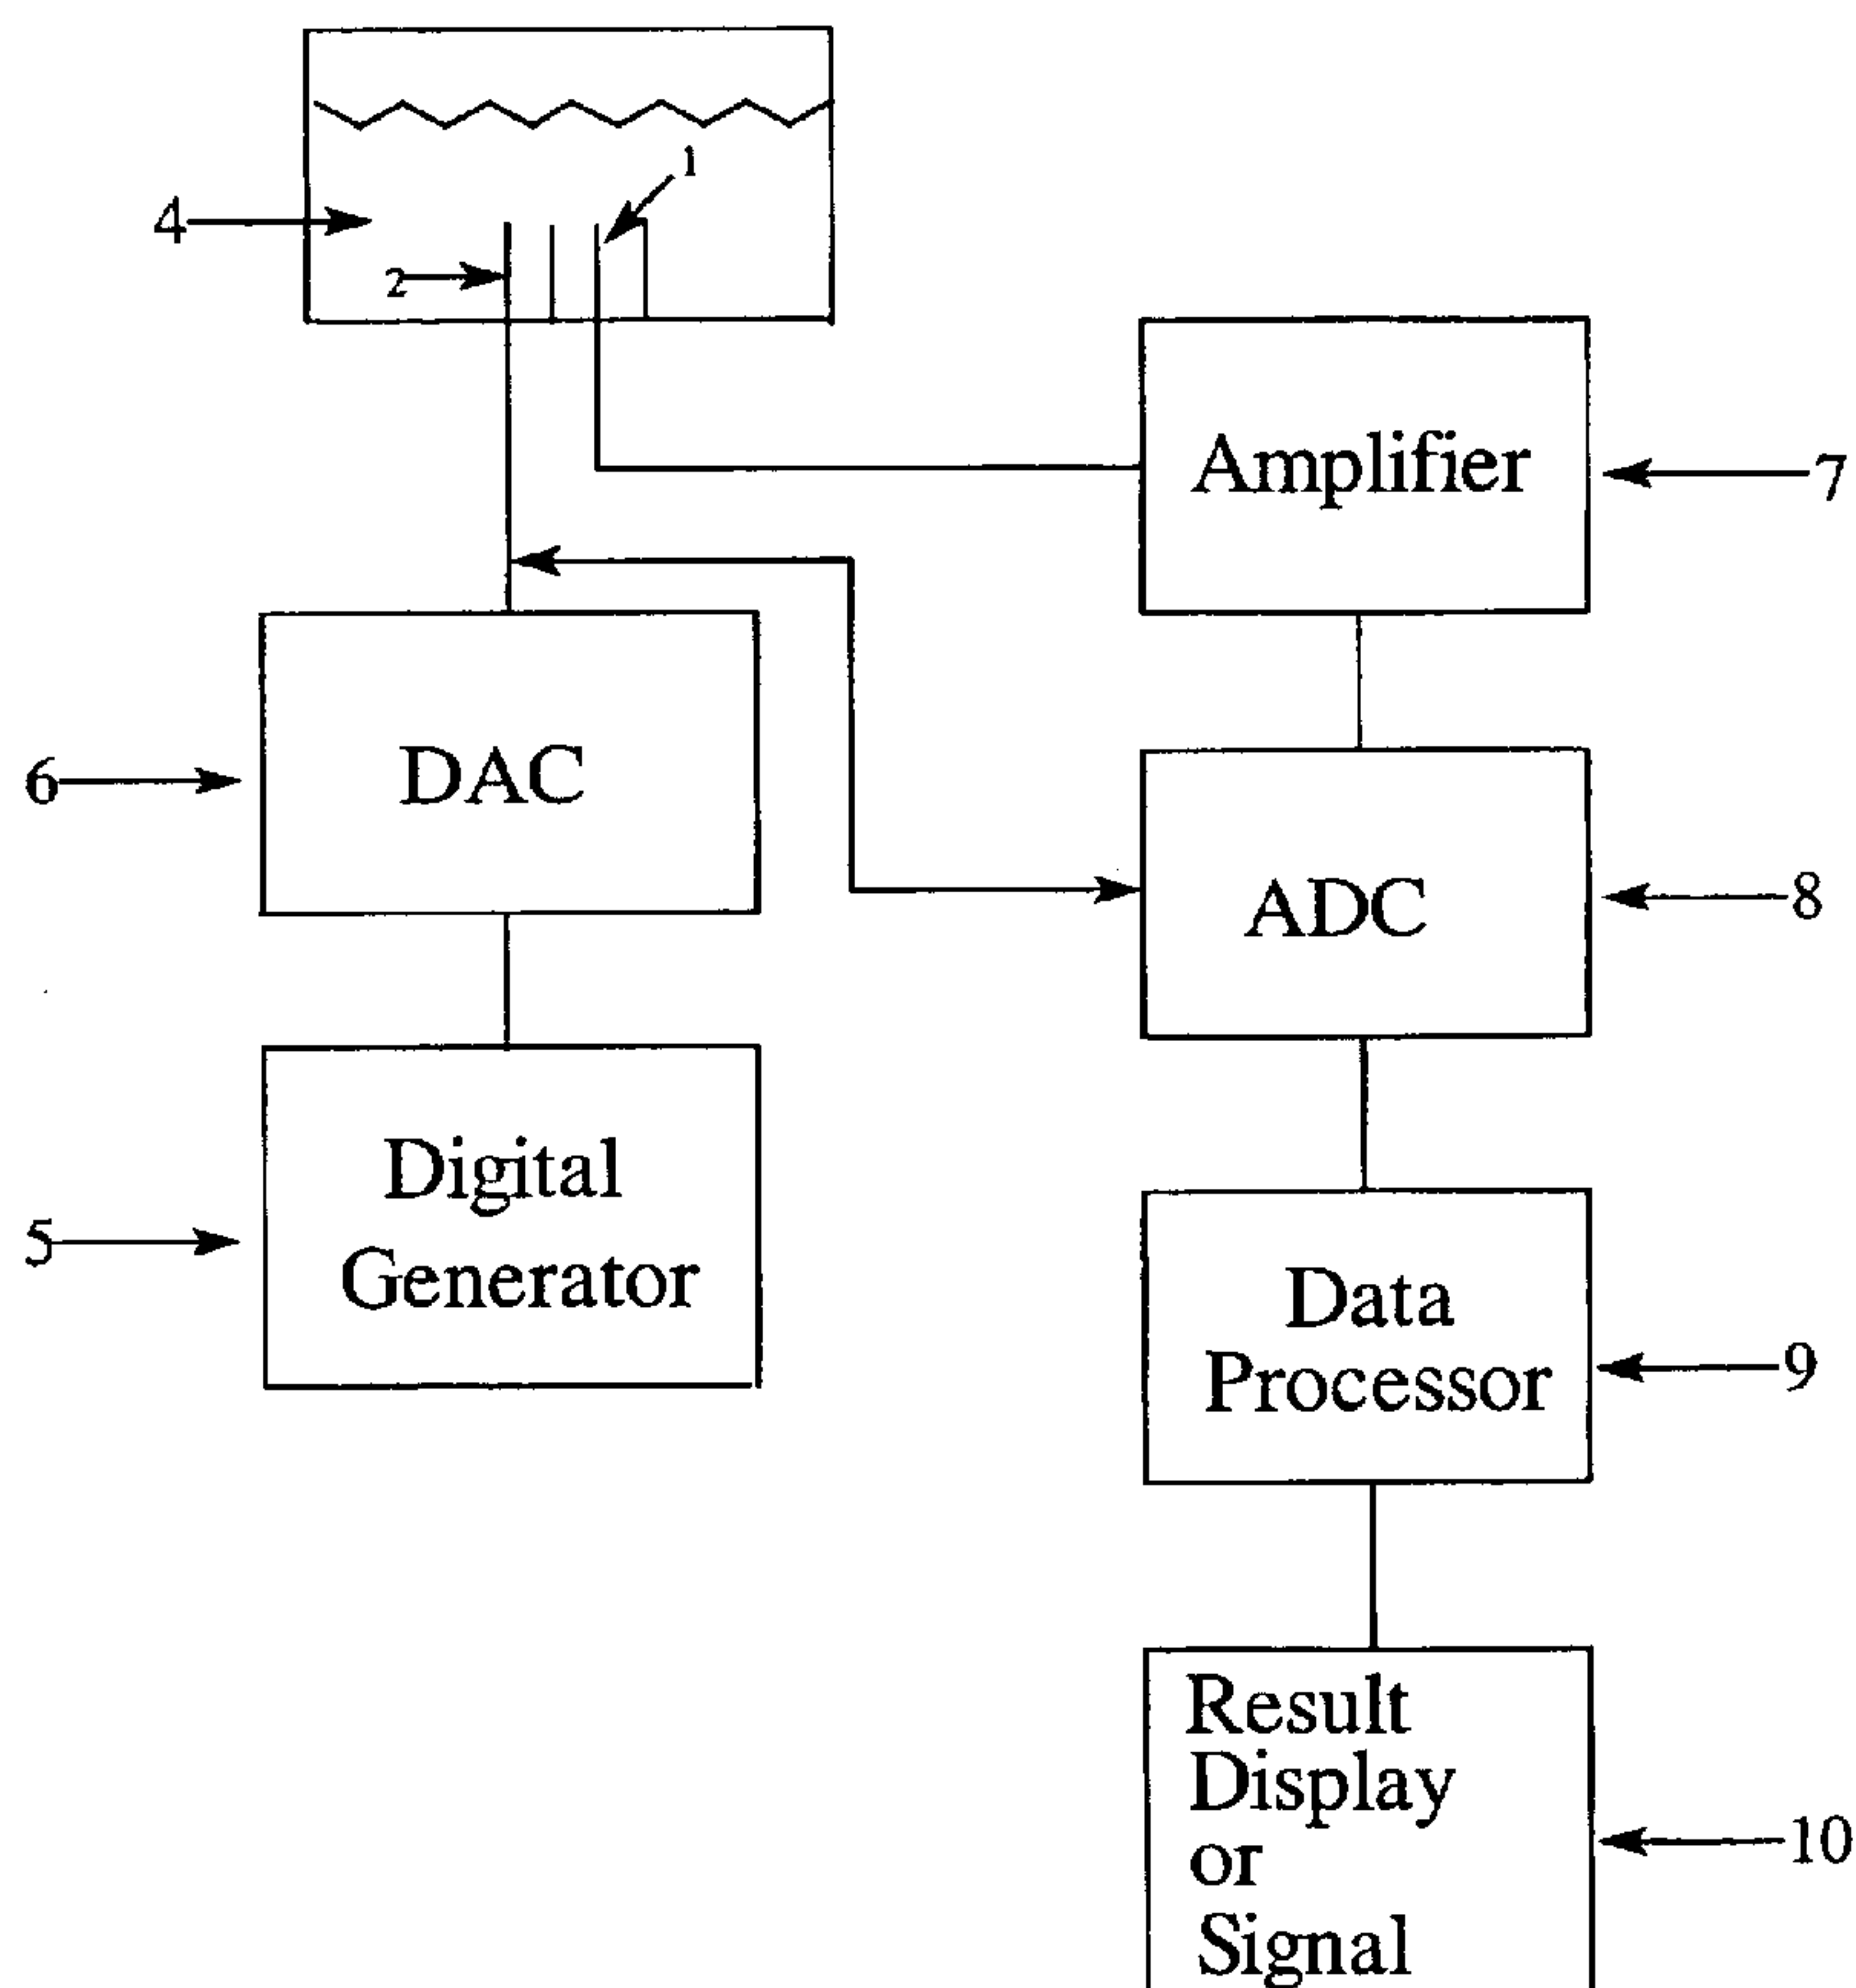 1
4
2
Amplifier
7
DAC
6
ADC
8
Digital
Generator
5
Data
Processor
9
Result
Display
or
Signal
10